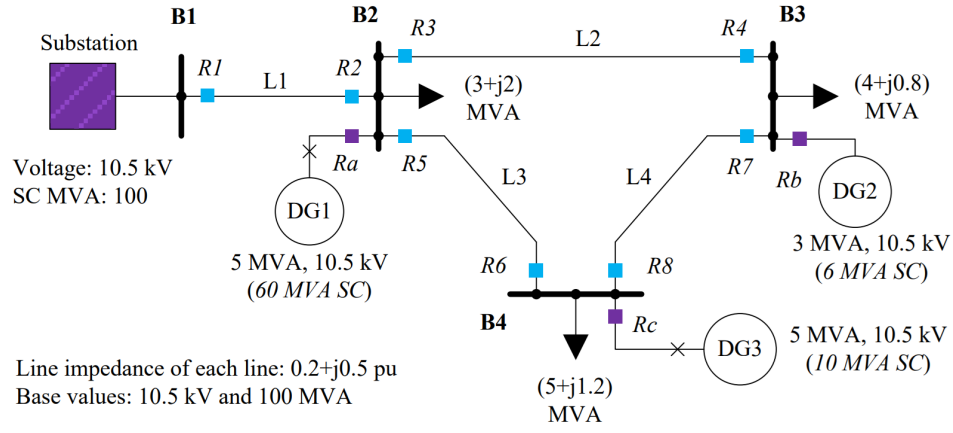 B1
B2
B3
Substation
R1
L1
R2
R3
L2
R4
(3+j2)
MVA
(4+j0.8)
MVA
Voltage: 10.5 kV
SC MVA: 100
Ra
R5
L3
L4
R7
Rb
DG1
DG2
5 MVA, 10.5 kV
(60 MVA SC)
3 MVA, 10.5 kV
(6 MVA SC)
R6
R8
B4
Rc
DG3
5 MVA, 10.5 kV
(10 MVA SC)
Line impedance of each line: 0.2+j0.5 pu
Base values: 10.5 kV and 100 MVA
(5+j1.2)
MVA